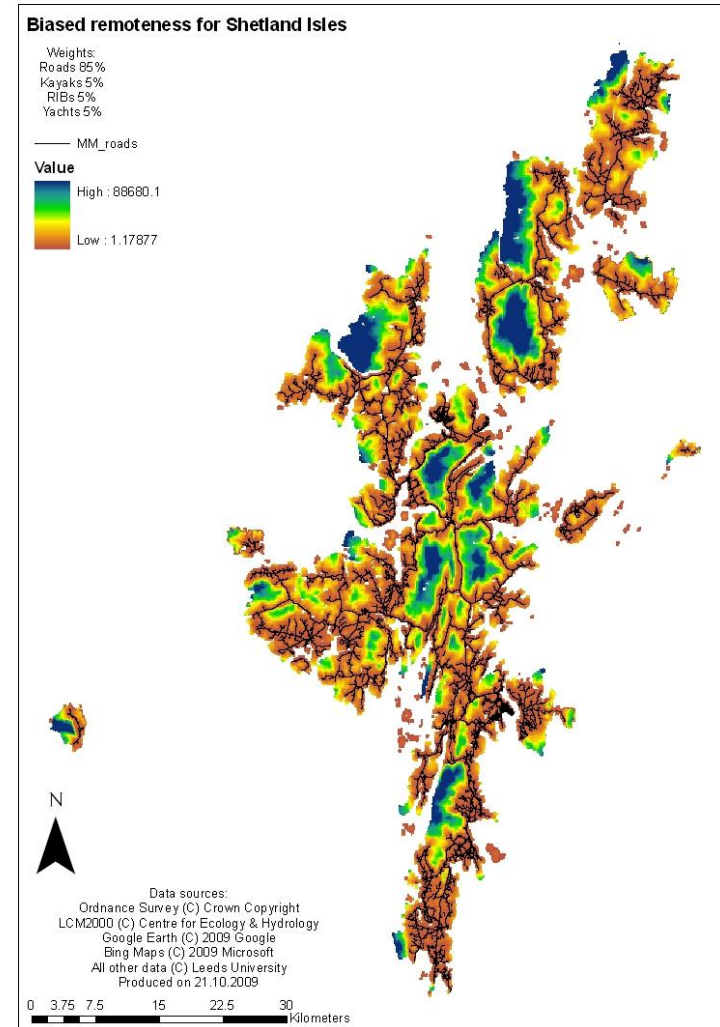 Biased remoteness for Shetland Isles
Weights:
Roads 85%
Kayaks 5%
RIBs 5%
Yachts 5%
MM_roads
Value
High : 88680.1
Low : 1.17877
N
Data sources:
Ordnance Survey (C) Crown Copyright
LCM2000 (C) Centre for Ecology & Hydrology
Google Earth (C) 2009 Google
Bing Maps (C) 2009 Microsoft
All other data (C) Leeds University
Produced on 21.10.2009
0 3.75 7.5 15 22.5 30
Kilometers